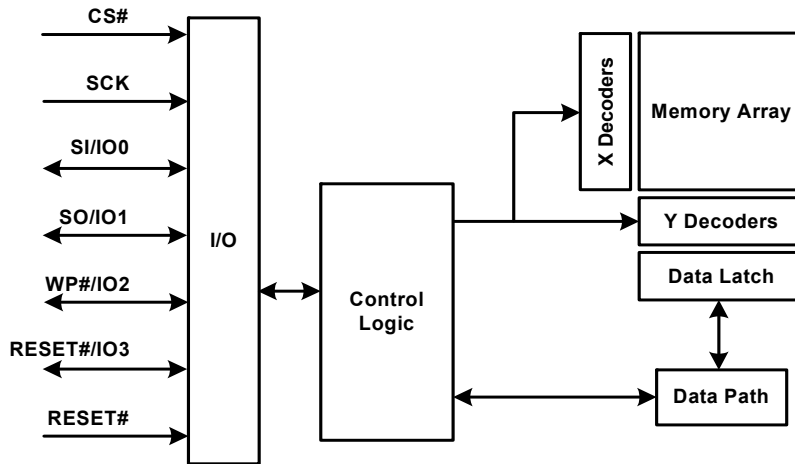 CS#
SCK
SI/IO0
SO/IO1
WP#/IO2
RESET#/IO3
RESET#
I/O
Control
Logic
X Decoders
Memory Array
Y Decoders
Data Latch
Data Path